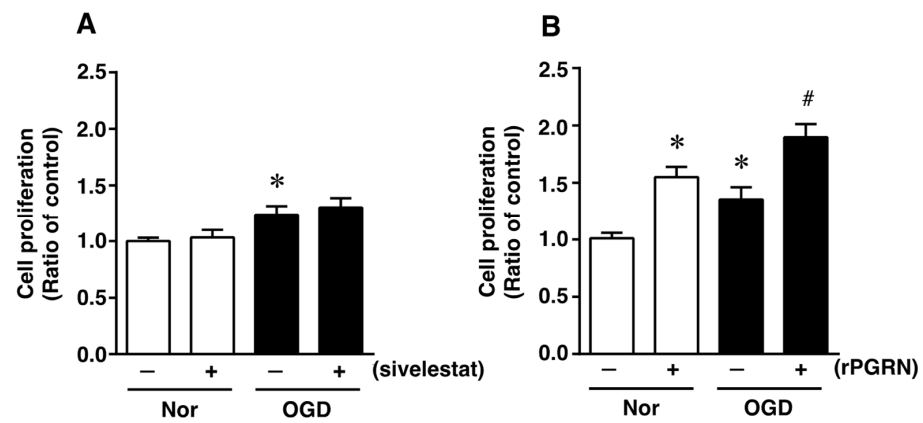 A
Cell proliferation
(Ratio of control)
2.5
2.0
1.5
1.0
0.5
0.0
*
− + − + (sivelestat)
Nor OGD
B
Cell proliferation
(Ratio of control)
2.5
2.0
1.5
1.0
0.5
0.0
* * #
− + − + (rPGRN)
Nor OGD